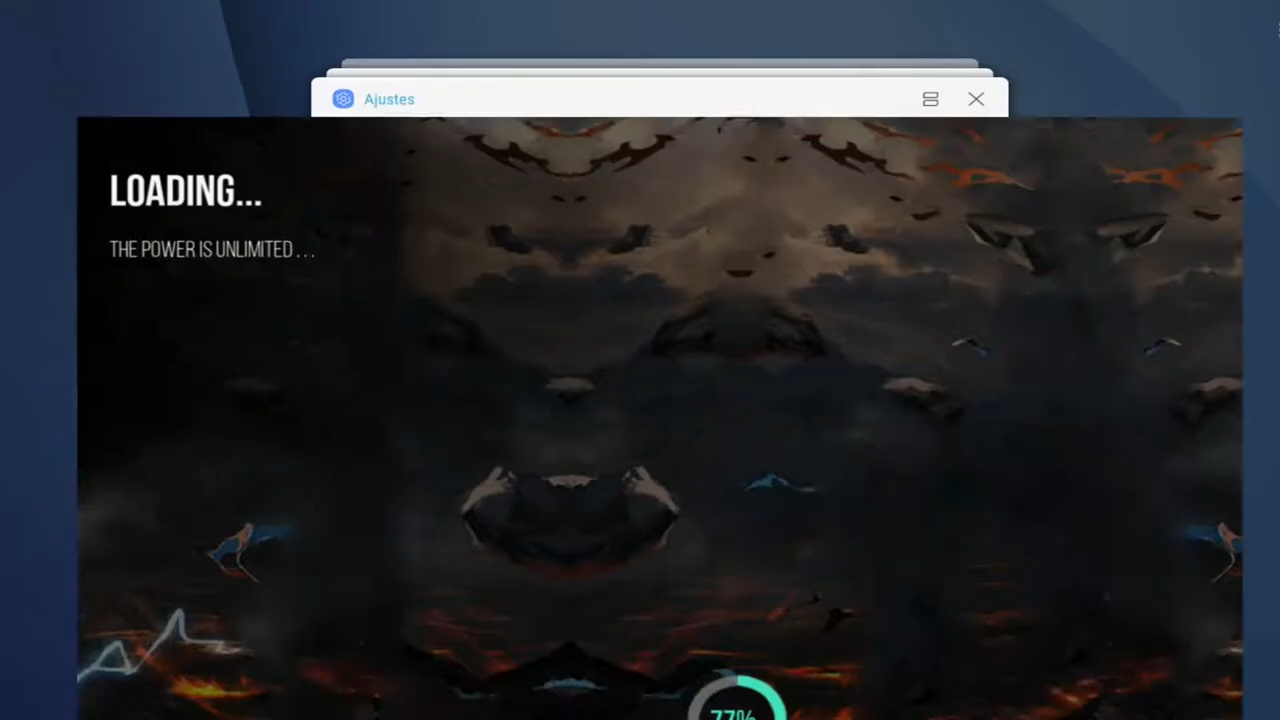 Ajustes
LOADING...
THE POWER IS UNLIMITED . . .
77%